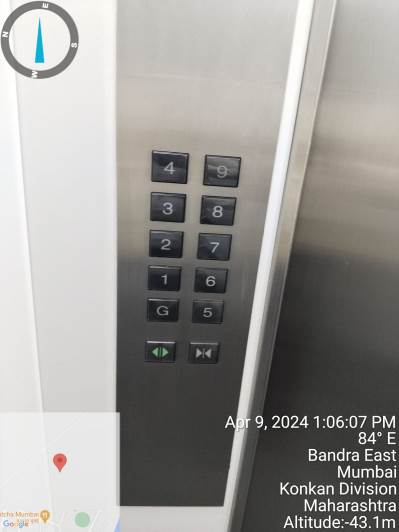 N
E
S
W
4 9
3 8
2 7
1 6
G 5
Apr 9, 2024 1:06:07 PM
84° E
Bandra East
Mumbai
Konkan Division
Maharashtra
Altitude:-43.1m
Mumbai
Google